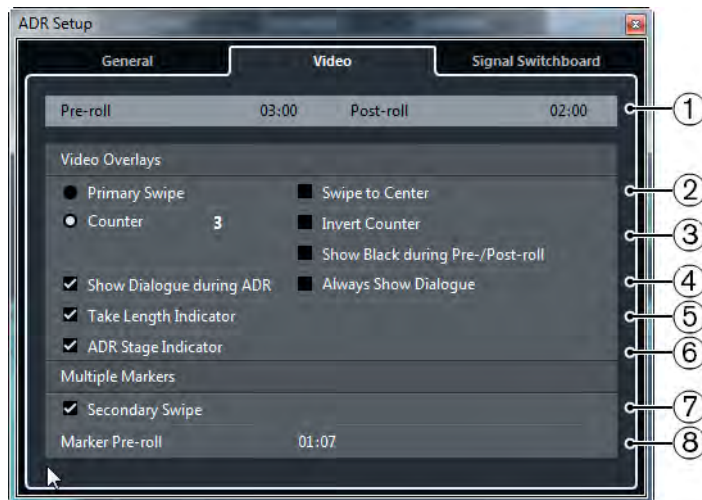 ADR Setup
General Video Signal Switchboard
Pre-roll 03:00 Post-roll 02:00 1
Video Overlays
Primary Swipe Swipe to Center 2
Counter 3 Invert Counter 3
Show Black during Pre-/Post-roll
Show Dialogue during ADR Always Show Dialogue 4
Take Length Indicator 5
ADR Stage Indicator 6
Multiple Markers
Secondary Swipe 7
Marker Pre-roll 01:07 8